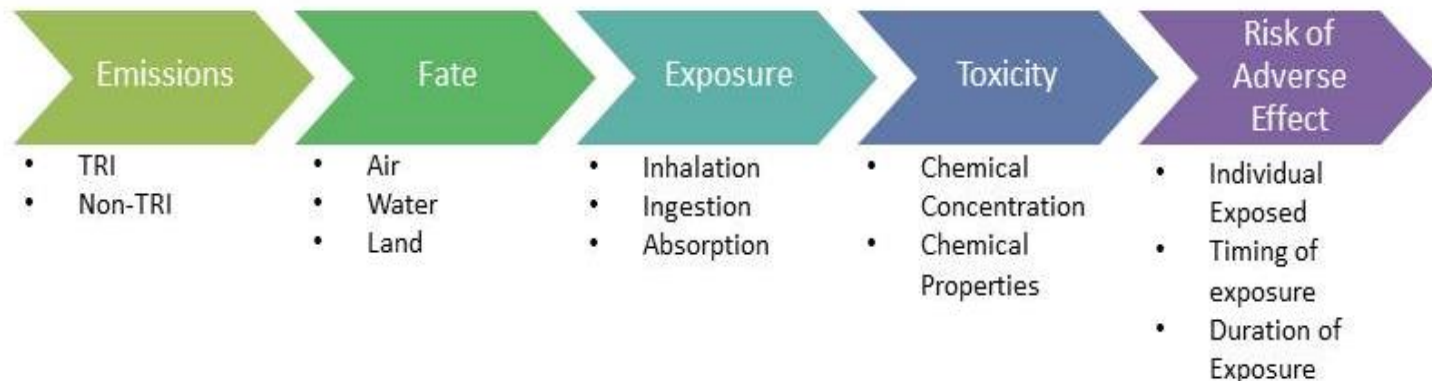 Emissions
• TRI
• Non-TRI
Fate
• Air
• Water
• Land
Exposure
• Inhalation
• Ingestion
• Absorption
Toxicity
• Chemical
Concentration
• Chemical
Properties
Risk of
Adverse
Effect
• Individual
Exposed
• Timing of
exposure
• Duration of
Exposure